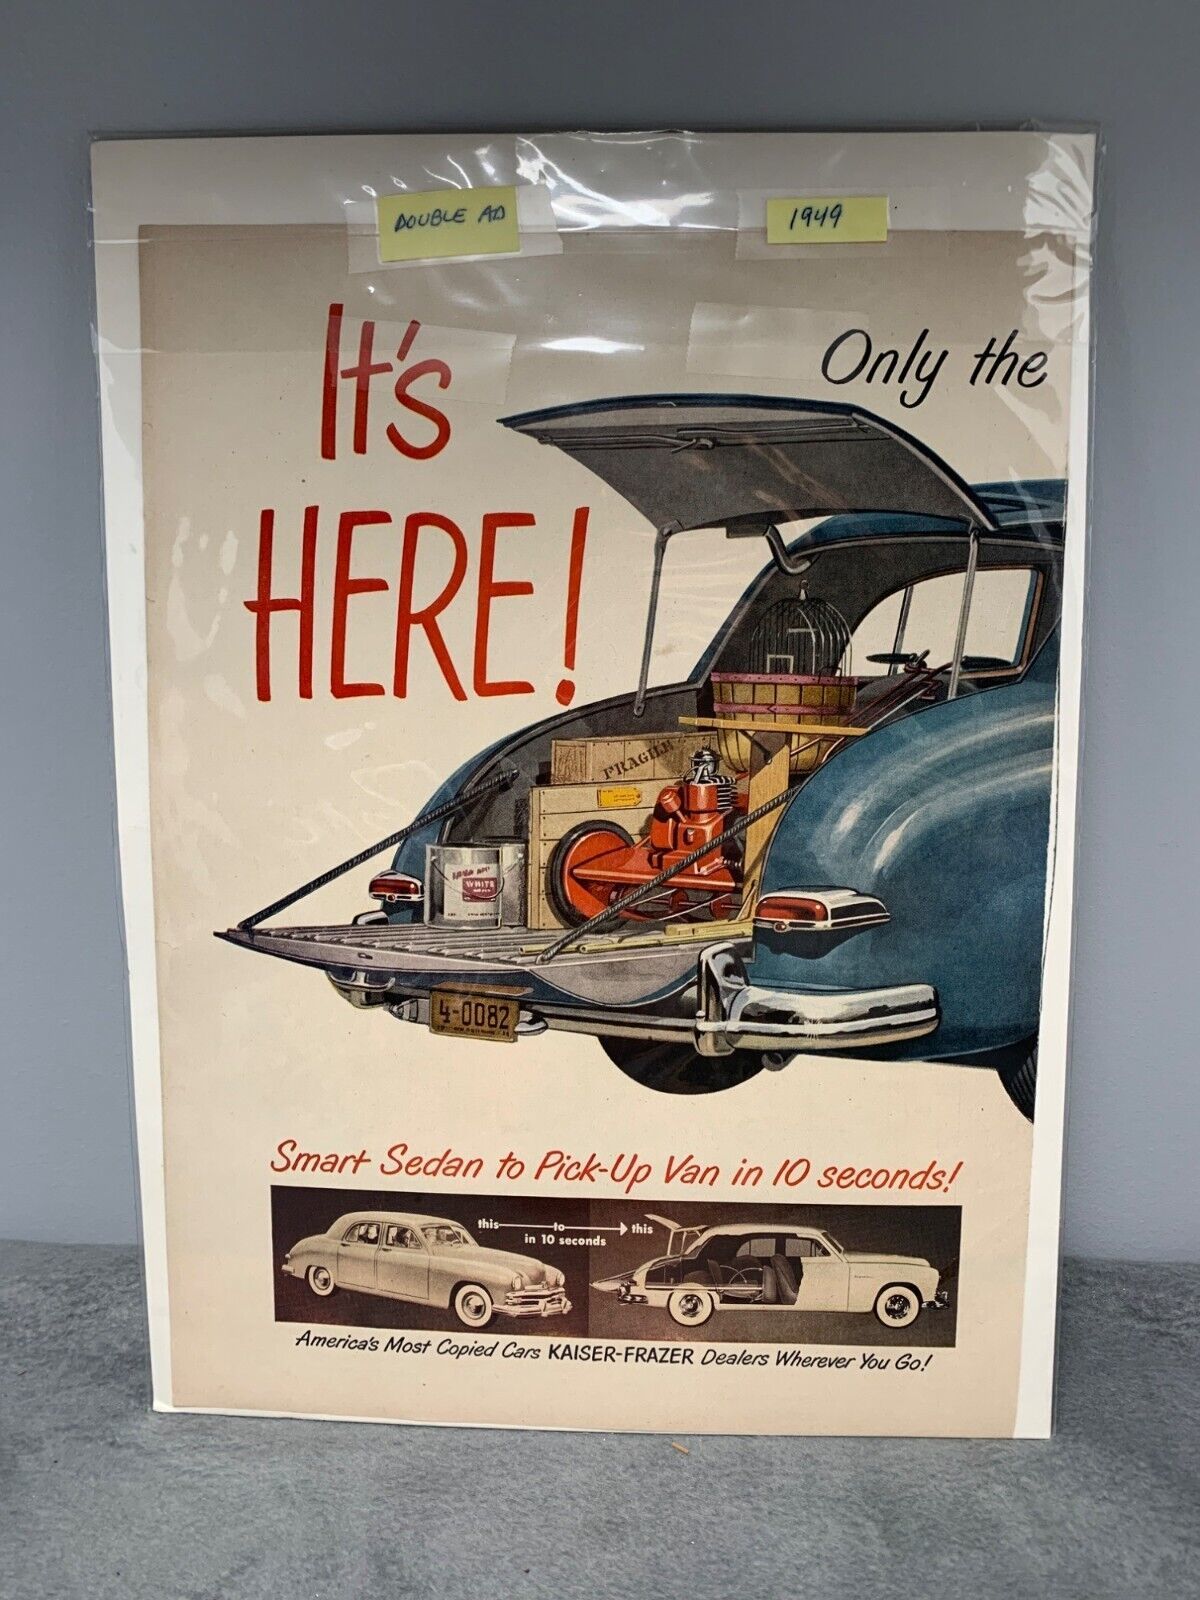 DOUBLE AD
1949
It's
HERE!
Only the
FRAGILE
WHITE
4-0082
Smart Sedan to Pick-Up Van in 10 seconds!
this to this
in 10 seconds
America's Most Copied Cars KAISER-FRAZER Dealers Wherever You Go!